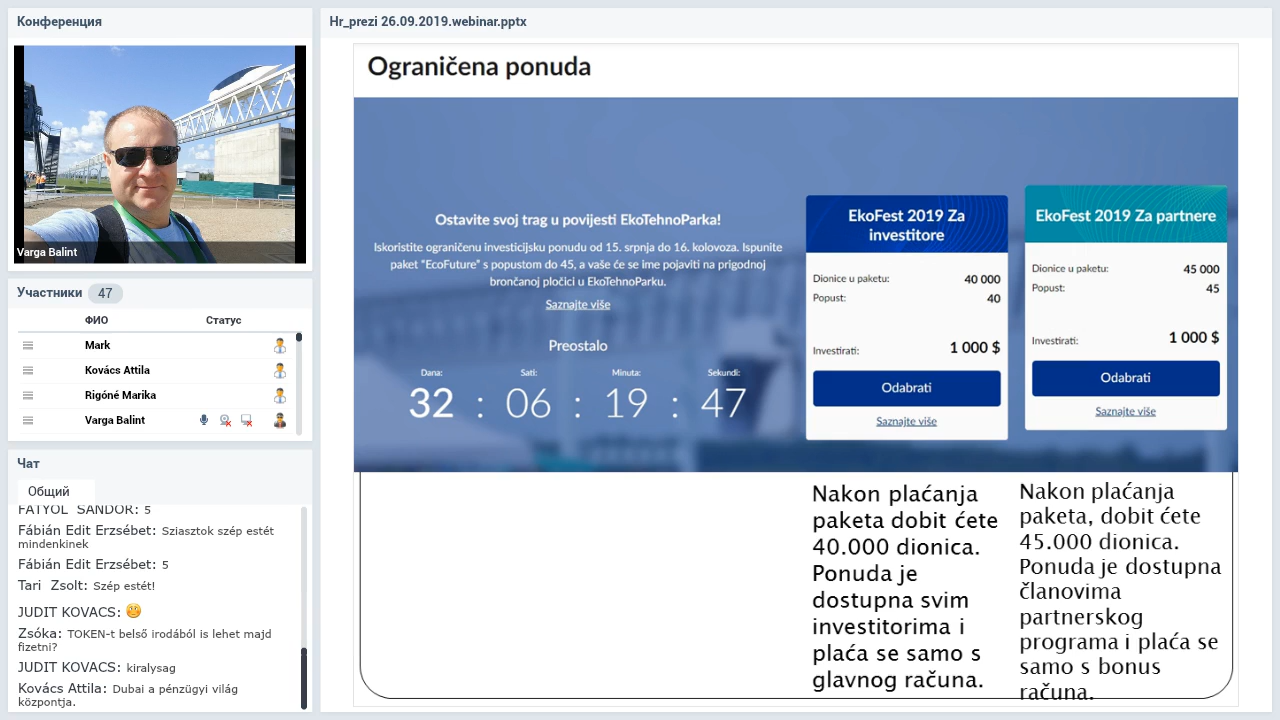 Конференция
Varga Balint
Участники 47
ФИО Статус
Mark
Kovács Attila
Rigóné Marika
Varga Balint
Чат
Общий
FATYOL SANDOR: 5
Fábián Edit Erzsébet: Sziasztok szép estét
mindenkinek
Fábián Edit Erzsébet: 5
Tari Zsolt: Szép estét!
JUDIT KOVACS:
Zsóka: TOKEN-t belső irodából is lehet majd
fizetni?
JUDIT KOVACS: kiralysag
Kovács Attila: Dubai a pénzügyi világ
központja.
Hr_prezi 26.09.2019.webinar.pptx
Ograničena ponuda
Ostavite svoj trag u povijesti EkoTehnoParka!
Iskoristite ograničenu investicijsku ponudu od 15. srpnja do 16. kolovoza. Ispunite
paket "EcoFuture" s popustom do 45, a vaše će se ime pojaviti na prigodnoj
brončanoj pločici u EkoTehnoParku.
Saznajte više
Preostalo
Dana: Sati: Minuta: Sekundi:
32 : 06 : 19 : 47
EkoFest 2019 Za
investitore
Dionice u paketu: 40 000
Popust: 40
Investirati: 1 000 $
Odabrati
Saznajte više
EkoFest 2019 Za partnere
Dionice u paketu: 45 000
Popust: 45
Investirati: 1 000 $
Odabrati
Saznajte više
Nakon plaćanja
paketa dobit ćete
40.000 dionica.
Ponuda je
dostupna svim
investitorima i
plaća se samo s
glavnog računa.
Nakon plaćanja
paketa, dobit ćete
45.000 dionica.
Ponuda je dostupna
članovima
partnerskog
programa i plaća se
samo s bonus
računa.